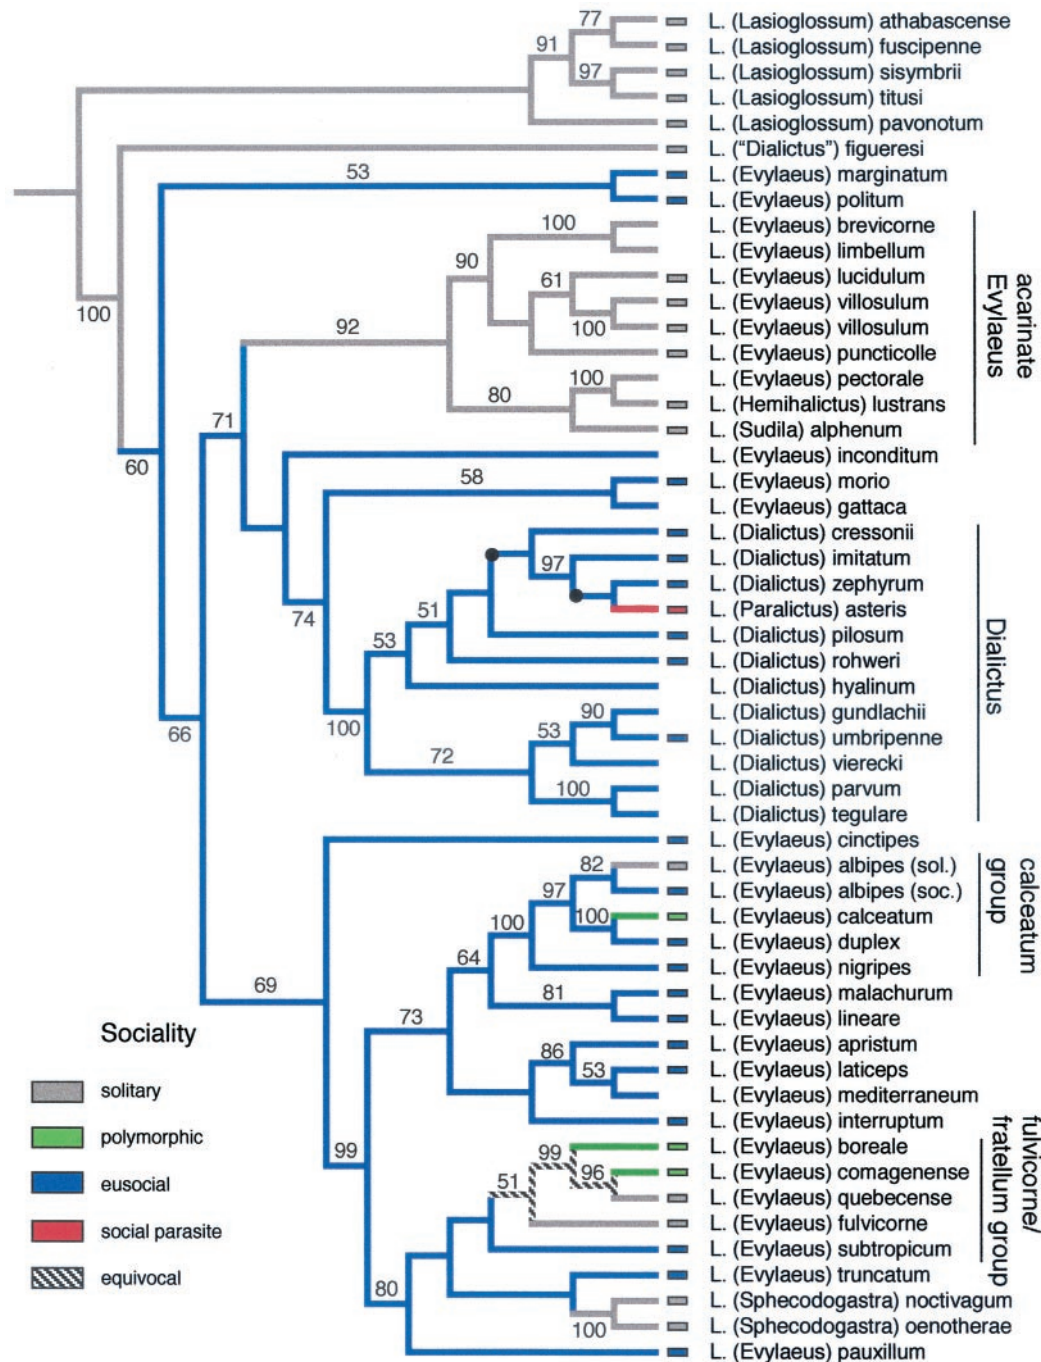 77
L. (Lasioglossum) athabascense
91
L. (Lasioglossum) fuscipenne
97
L. (Lasioglossum) sisymbrii
L. (Lasioglossum) titusi
L. (Lasioglossum) pavonotum
L. ("Dialictus") figueresi
53
L. (Evylaeus) marginatum
L. (Evylaeus) politum
100
L. (Evylaeus) brevicorne
90
L. (Evylaeus) limbellum
61
L. (Evylaeus) lucidulum
100
L. (Evylaeus) villosulum
92
100
L. (Evylaeus) villosulum
L. (Evylaeus) puncticolle
100
L. (Evylaeus) pectorale
80
L. (Hemihalictus) lustrans
71
L. (Sudila) alphenum
acarinate
Evylaeus
60
L. (Evylaeus) inconditum
58
L. (Evylaeus) morio
L. (Evylaeus) gattaca
L. (Dialictus) cressonii
97
L. (Dialictus) imitatum
L. (Dialictus) zephyrum
51
L. (Paralictus) asteris
74
53
L. (Dialictus) pilosum
L. (Dialictus) rohweri
L. (Dialictus) hyalinum
90
L. (Dialictus) gundlachii
66
100
53
L. (Dialictus) umbripenne
72
L. (Dialictus) vierecki
100
L. (Dialictus) parvum
L. (Dialictus) tegulare
Dialictus
L. (Evylaeus) cinctipes
82
L. (Evylaeus) albipes (sol.)
97
L. (Evylaeus) albipes (soc.)
100
100
L. (Evylaeus) calceatum
L. (Evylaeus) duplex
64
L. (Evylaeus) nigripes
calceatum
group
69
81
L. (Evylaeus) malachurum
73
L. (Evylaeus) lineare
86
L. (Evylaeus) apristum
53
L. (Evylaeus) laticeps
L. (Evylaeus) mediterraneum
L. (Evylaeus) interruptum
99
99
L. (Evylaeus) boreale
51
96
L. (Evylaeus) comagenense
L. (Evylaeus) quebecense
L. (Evylaeus) fulvicorne
L. (Evylaeus) subtropicum
fulvicorne/
fratellum group
80
L. (Evylaeus) truncatum
L. (Sphecodogastra) noctivagum
100
L. (Sphecodogastra) oenotherae
L. (Evylaeus) pauxillum
Sociality
solitary
polymorphic
eusocial
social parasite
equivocal